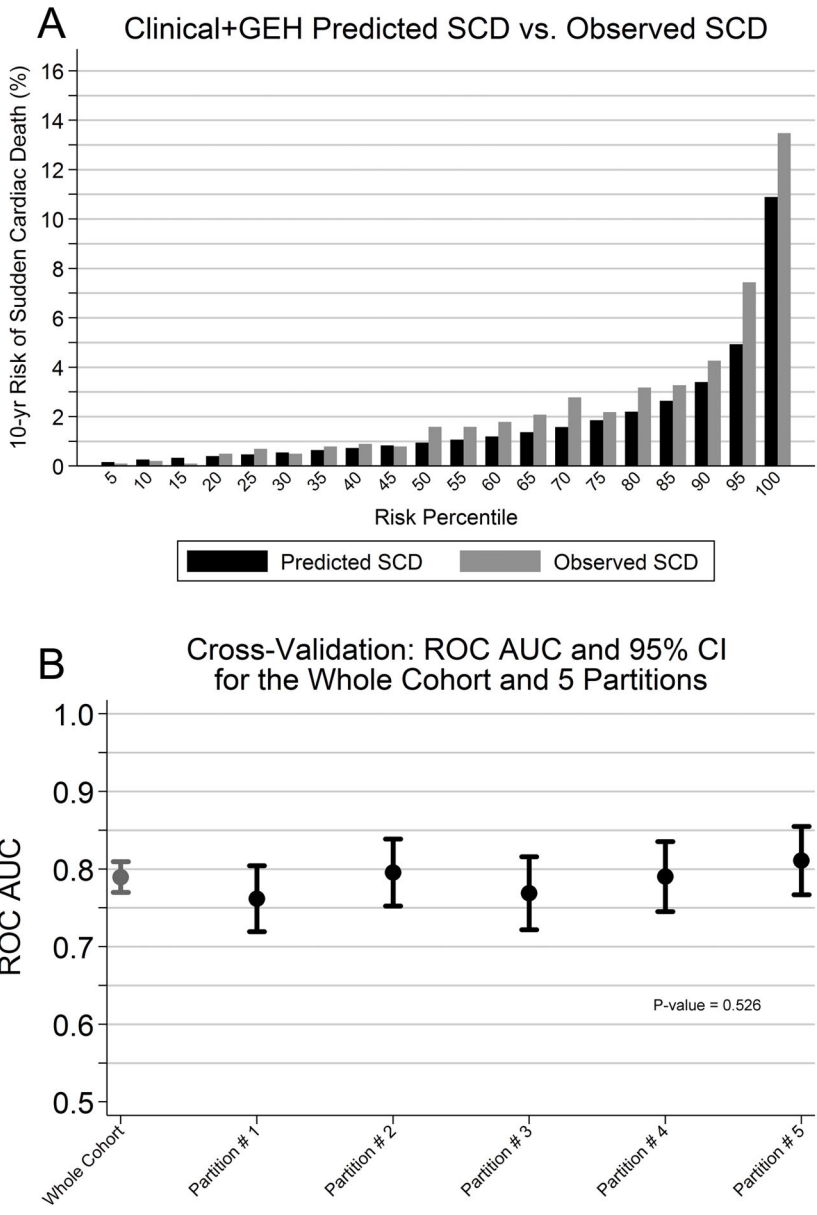 A
Clinical+GEH Predicted SCD vs. Observed SCD
10-yr Risk of Sudden Cardiac Death (%)
16
14
12
10
8
6
4
2
0
5 10 15 20 25 30 35 40 45 50 55 60 65 70 75 80 85 90 95 100
Risk Percentile
Predicted SCD Observed SCD
B
Cross-Validation: ROC AUC and 95% CI
for the Whole Cohort and 5 Partitions
ROC AUC
1.0
0.9
0.8
0.7
0.6
0.5
P-value = 0.526
Whole Cohort Partition # 1 Partition # 2 Partition # 3 Partition # 4 Partition # 5